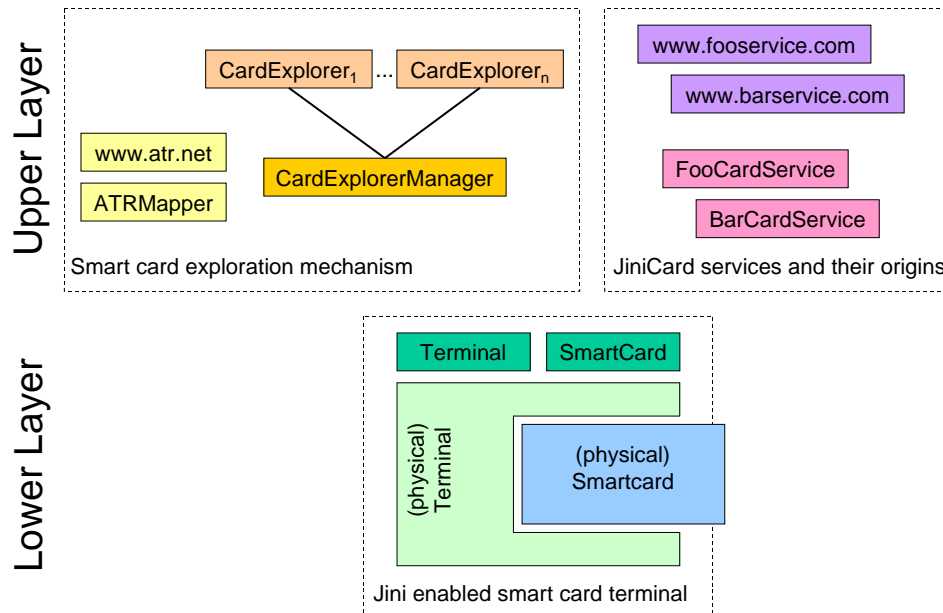 Upper Layer
CardExplorer1 ... CardExplorern
www.atr.net
ATRMapper
CardExplorerManager
Smart card exploration mechanism
www.fooservice.com
www.barservice.com
FooCardService
BarCardService
JiniCard services and their origins
Lower Layer
Terminal
SmartCard
(physical)
Terminal
(physical)
Smartcard
Jini enabled smart card terminal